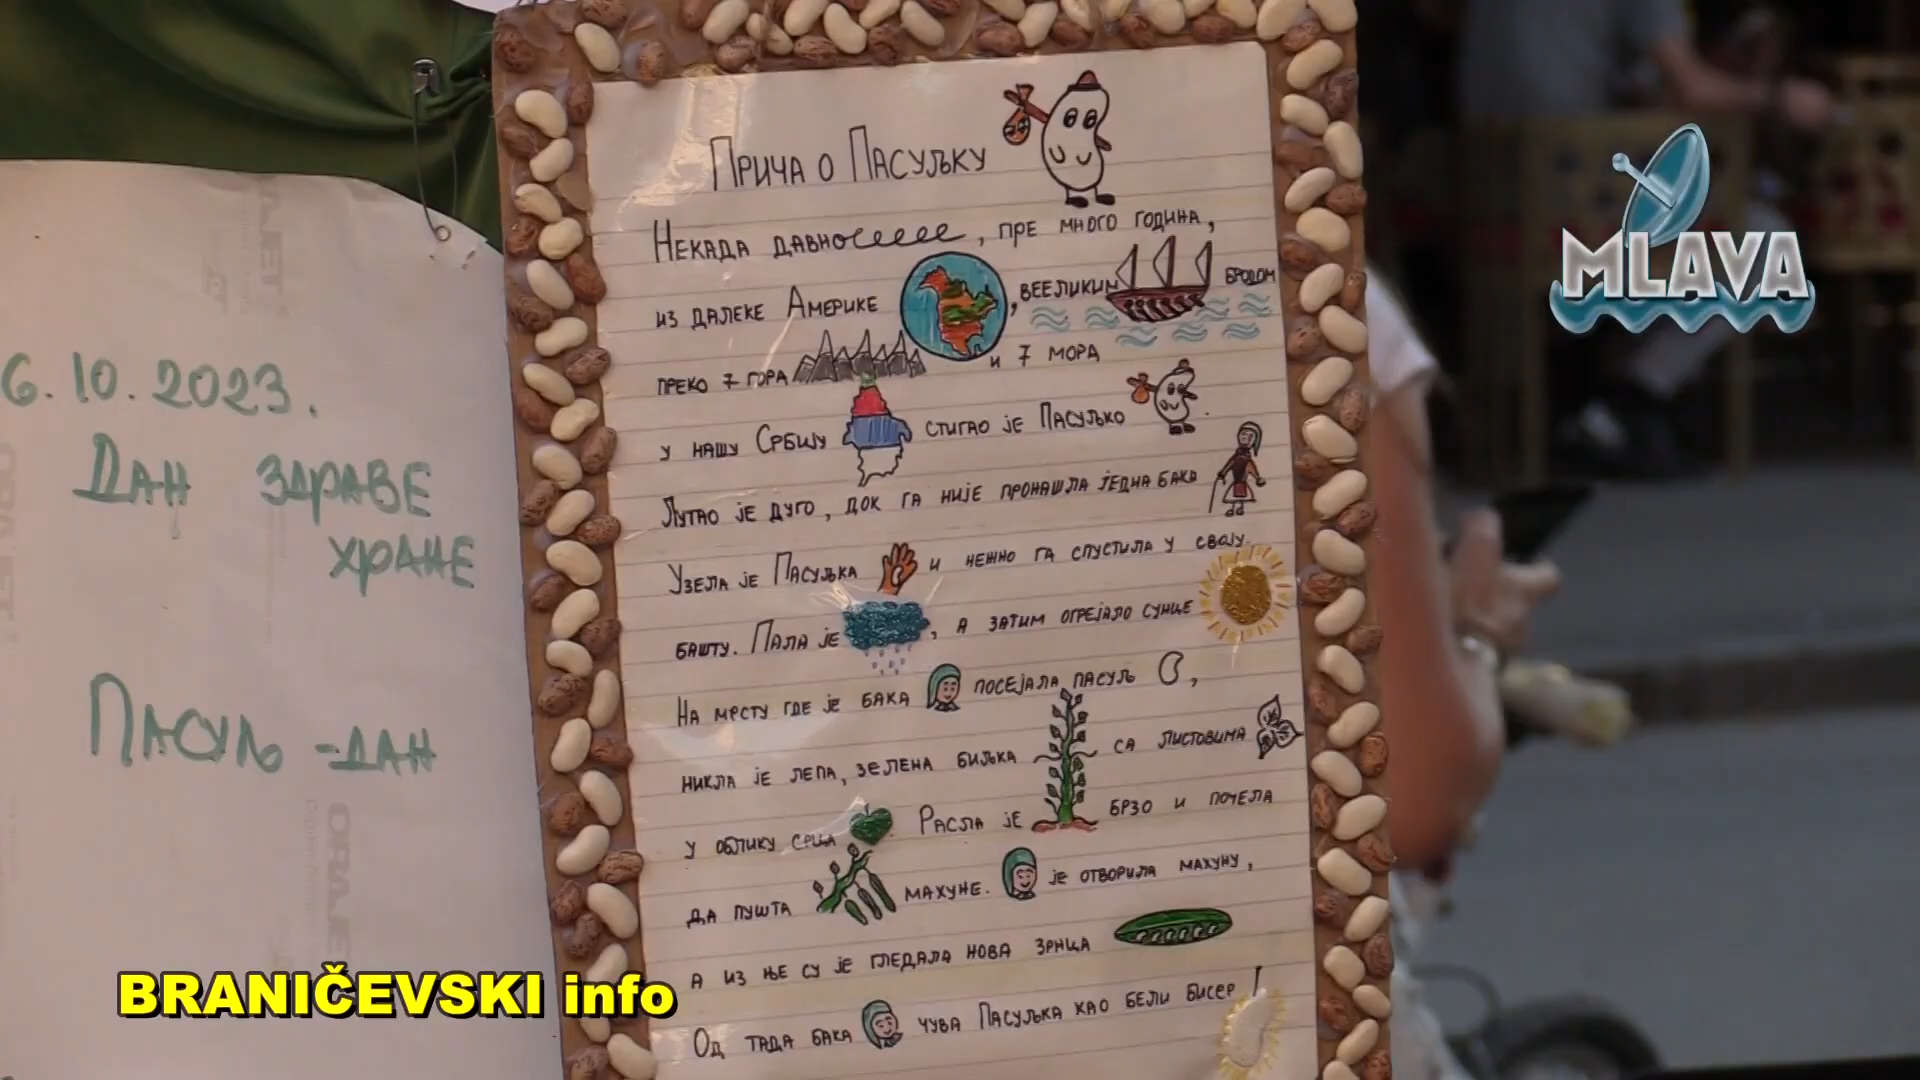 6.10.2023.
Дан здраве
хране
Пасуљ-дан
Прича о Пасуљку
Некада давноееееe, пре много година,
из далеке Америке, вееликим бродом
преко 7 гора и 7 мора
у нашу Србију стигао је Пасуљко.
Лутао је дуго, док га није пронашла једна бака
Узела је Пасуљка и нежно га спустила у своју
башту. Пала је, а затим огрејало сунце
На мрсту где је бака посејала пасуљ,
никла је лепа, зелена биљка са листовима
у облику срца. Расла је брзо и почела
да пушта махуне. је отворила махуну,
а из ње су је гледала нова зрнца
Од тада бака чува Пасуљка као бели бисер!
MLAVA
BRANIČEVSKI info